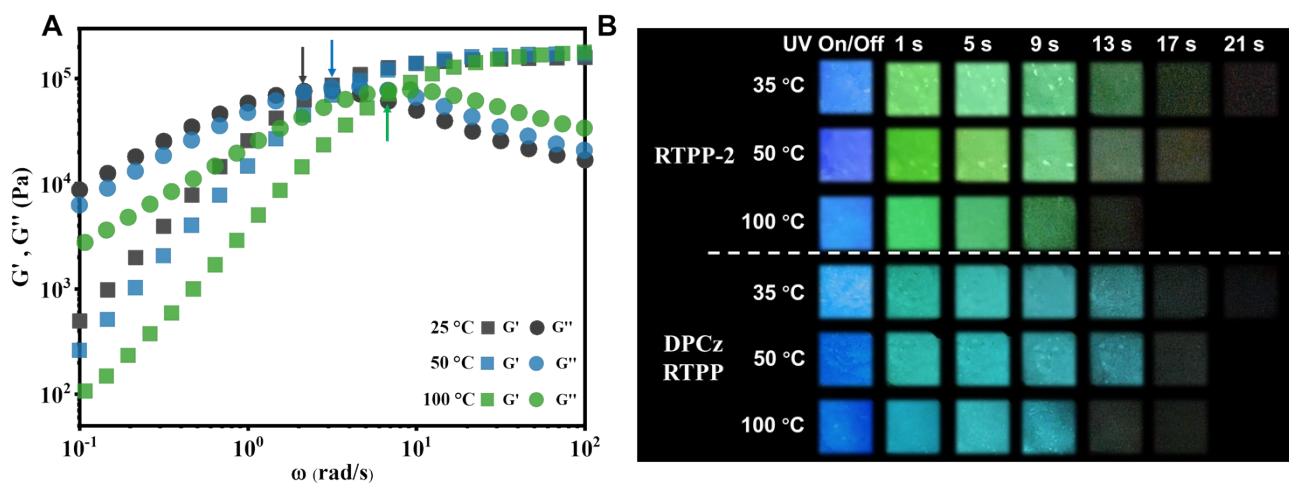 A
G', G'' (Pa)
10⁵
10⁴
10³
10²
25 °C G' G''
50 °C G' G''
100 °C G' G''
10⁻¹ 10⁰ 10¹ 10²
ω (rad/s)
B
UV On/Off 1 s 5 s 9 s 13 s 17 s 21 s
35 °C
RTPP-2
50 °C
100 °C
35 °C
DPCz
RTPP
50 °C
100 °C